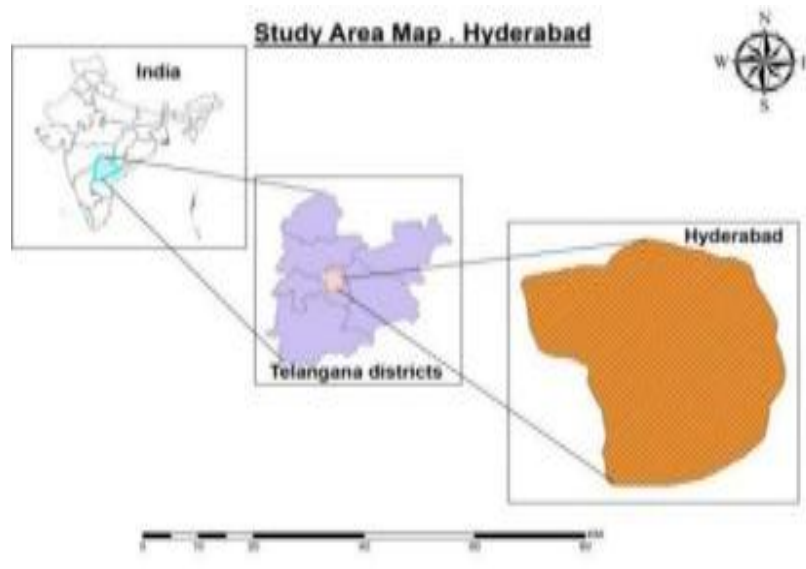 Study Area Map . Hyderabad
N
W
S
India
Hyderabad
Telangana districts